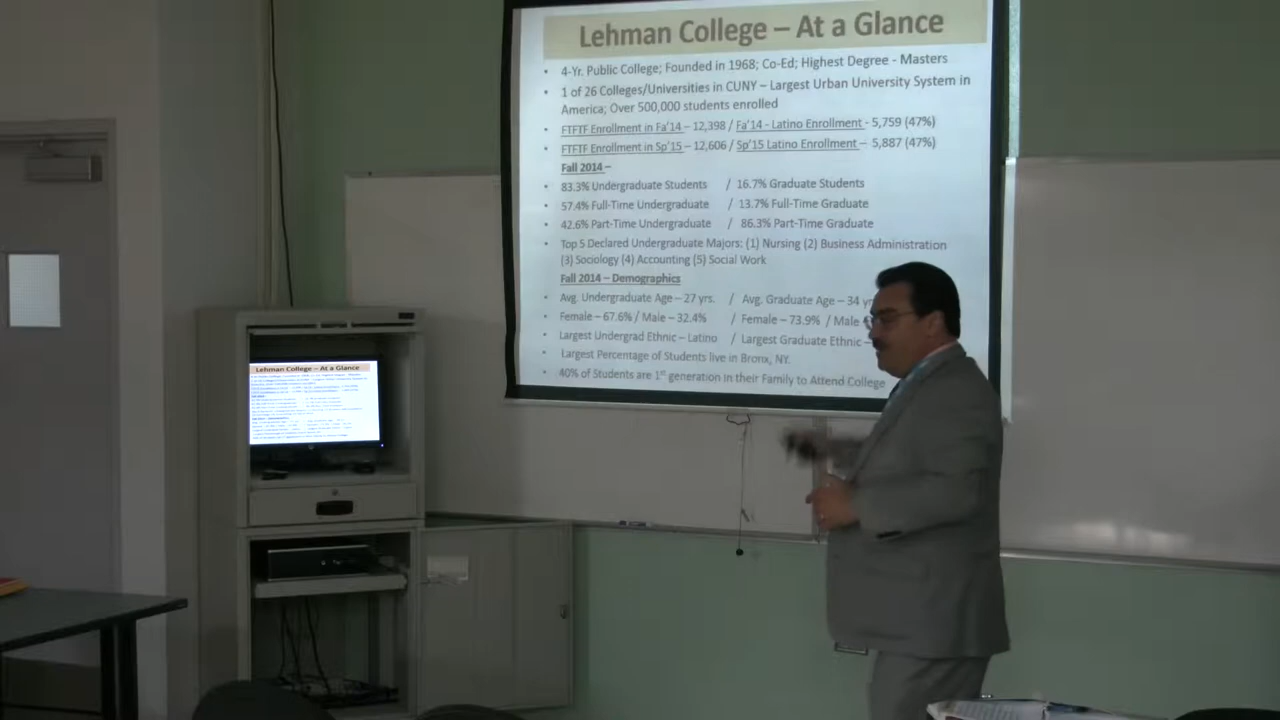 Lehman College – At a Glance
• 4-Yr. Public College; Founded in 1968; Co-Ed; Highest Degree - Masters
• 1 of 26 Colleges/Universities in CUNY – Largest Urban University System in
America; Over 500,000 students enrolled
• FTFTF Enrollment in Fa'14 – 12,398 / Fa'14 - Latino Enrollment - 5,759 (47%)
• FTFTF Enrollment in Sp'15 – 12,606 / Sp'15 Latino Enrollment – 5,887 (47%)
Fall 2014 –
• 83.3% Undergraduate Students / 16.7% Graduate Students
• 57.4% Full-Time Undergraduate / 13.7% Full-Time Graduate
• 42.6% Part-Time Undergraduate / 86.3% Part-Time Graduate
• Top 5 Declared Undergraduate Majors: (1) Nursing (2) Business Administration
(3) Sociology (4) Accounting (5) Social Work
Fall 2014 – Demographics
• Avg. Undergraduate Age – 27 yrs. / Avg. Graduate Age – 34
• Female – 67.6% / Male – 32.4% / Female – 73.9% / Male
• Largest Undergrad Ethnic – Latino / Largest Graduate Ethnic –
• Largest Percentage of Students live in Bronx, NY.
• 40% of Students are 1st to Attend College
Lehman College – At a Glance